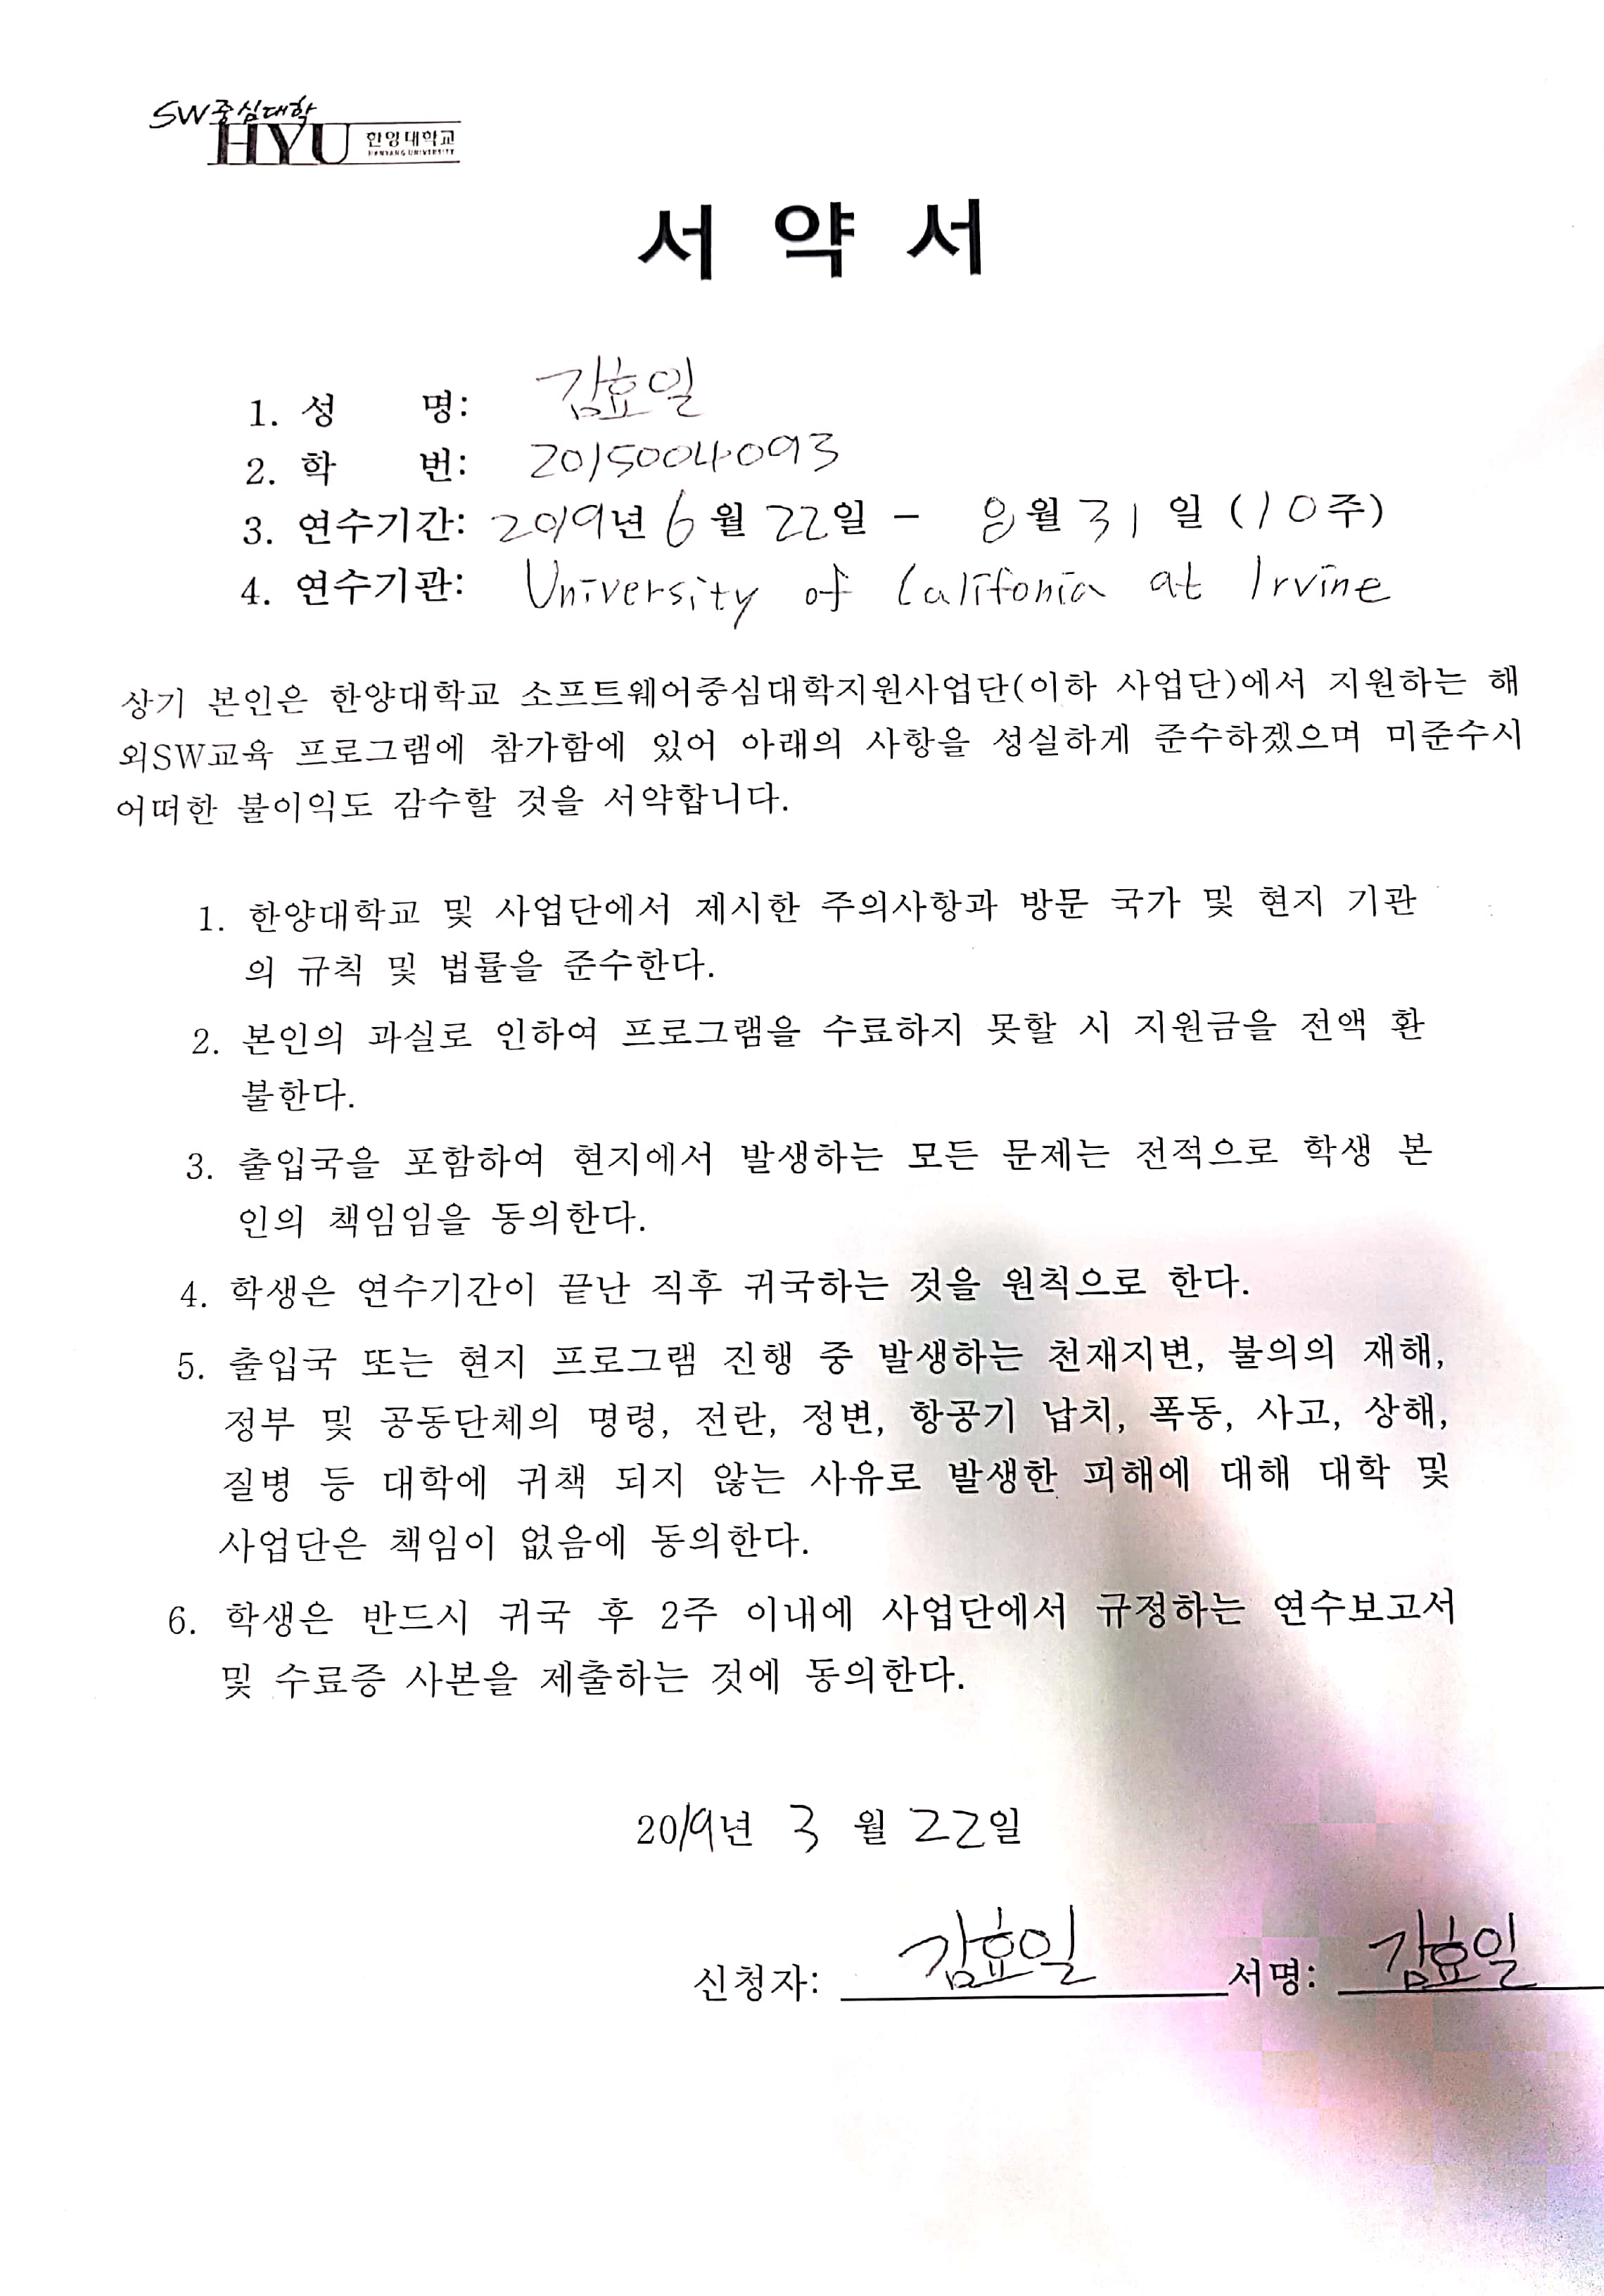 SW중심대학
HYU 한양대학교
HANYANG UNIVERSITY
서 약 서
1. 성 명: 김효일
2. 학 번: 2015004093
3. 연수기간: 2019년 6월 22일 - 8월 31일 (10주)
4. 연수기관: University of Califonia at Irvine
상기 본인은 한양대학교 소프트웨어중심대학지원사업단(이하 사업단)에서 지원하는 해
외SW교육 프로그램에 참가함에 있어 아래의 사항을 성실하게 준수하겠으며 미준수시
어떠한 불이익도 감수할 것을 서약합니다.
1. 한양대학교 및 사업단에서 제시한 주의사항과 방문 국가 및 현지 기관
의 규칙 및 법률을 준수한다.
2. 본인의 과실로 인하여 프로그램을 수료하지 못할 시 지원금을 전액 환
불한다.
3. 출입국을 포함하여 현지에서 발생하는 모든 문제는 전적으로 학생 본
인의 책임임을 동의한다.
4. 학생은 연수기간이 끝난 직후 귀국하는 것을 원칙으로 한다.
5. 출입국 또는 현지 프로그램 진행 중 발생하는 천재지변, 불의의 재해,
정부 및 공동단체의 명령, 전란, 정변, 항공기 납치, 폭동, 사고, 상해,
질병 등 대학에 귀책 되지 않는 사유로 발생한 피해에 대해 대학 및
사업단은 책임이 없음에 동의한다.
6. 학생은 반드시 귀국 후 2주 이내에 사업단에서 규정하는 연수보고서
및 수료증 사본을 제출하는 것에 동의한다.
2019년 3 월 22일
신청자: 김효일 서명: 김효일